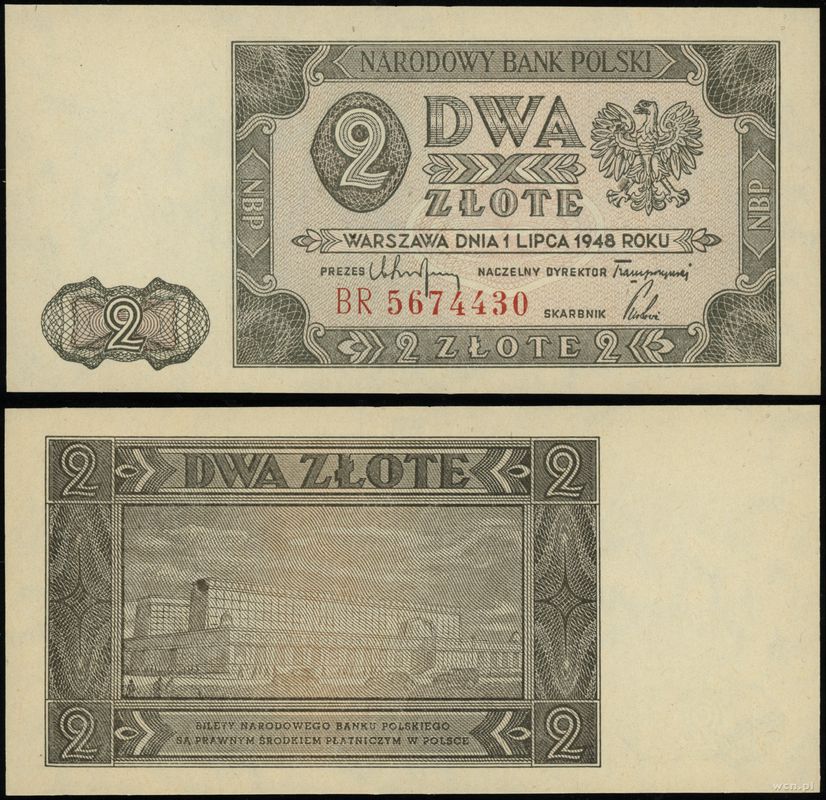 NARODOWY BANK POLSKI
2 DWA
ZŁOTE
NBP
NBP
WARSZAWA DNIA 1 LIPCA 1948 ROKU
PREZES NACZELNY DYREKTOR
BR 5674430 SKARBNIK
2
2 ZŁOTE 2
2 DWA ZŁOTE 2
2 BILETY NARODOWEGO BANKU POLSKIEGO 2
SĄ PRAWNYM ŚRODKIEM PŁATNICZYM W POLSCE
wcn.pl